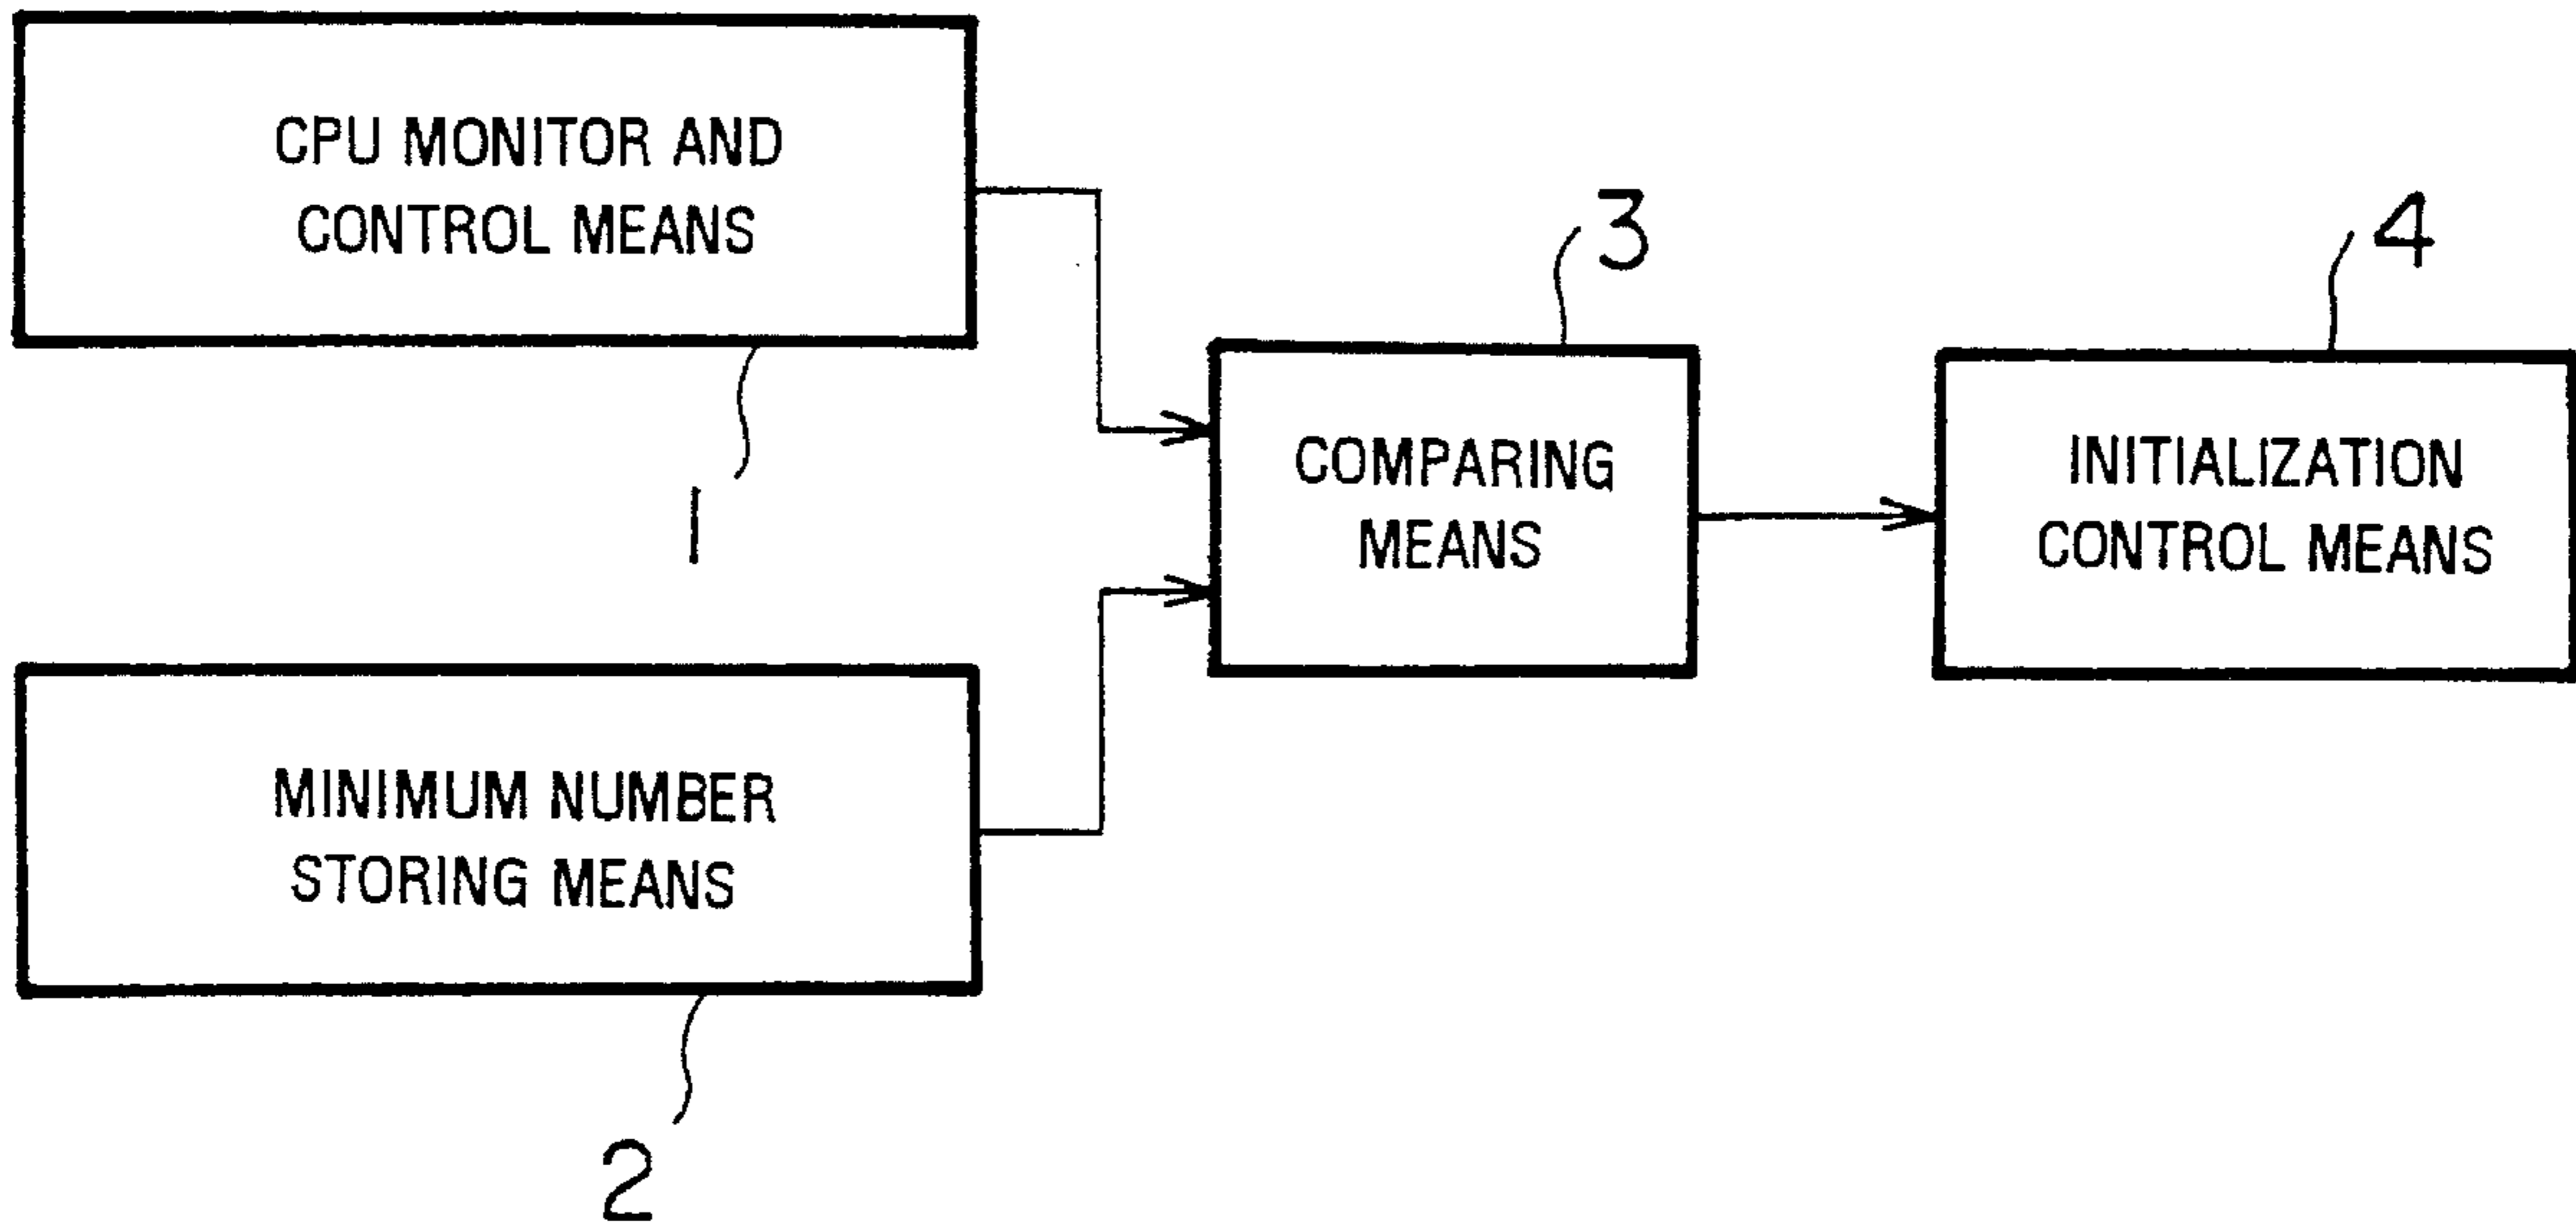 CPU MONITOR AND
CONTROL MEANS
1
3
4
COMPARING
MEANS
INITIALIZATION
CONTROL MEANS
MINIMUM NUMBER
STORING MEANS
2